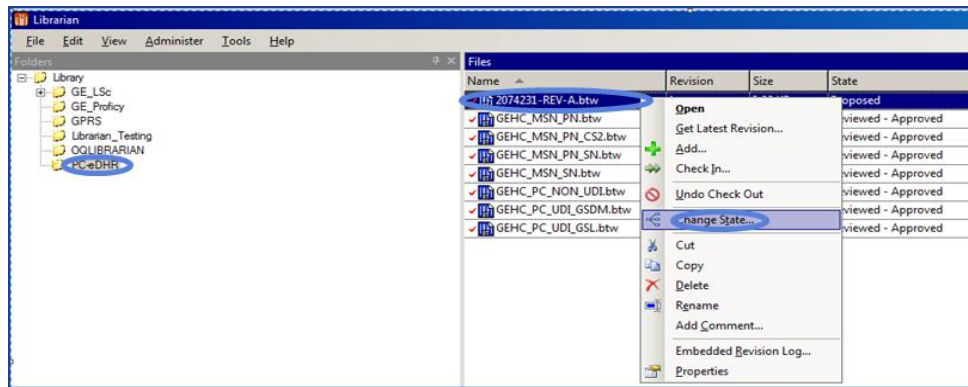 Librarian
File Edit View Administer Tools Help
Folders
Library
GE_LSc
GE_Proficy
GPRS
Librarian_Testing
OQLIBRARIAN
PC-eDHR
Files
Name Revision Size State
2074231-REV-A.btw oposed
GEHC_MSN_PN.btw viewed - Approved
GEHC_MSN_PN_CS2.btw viewed - Approved
GEHC_MSN_PN_SN.btw viewed - Approved
GEHC_MSN_SN.btw viewed - Approved
GEHC_PC_NON_UDI.btw viewed - Approved
GEHC_PC_UDI_GSDM.btw viewed - Approved
GEHC_PC_UDI_GSL.btw viewed - Approved
Open
Get Latest Revision...
Add...
Check In...
Undo Check Out
Change State...
Cut
Copy
Delete
Rename
Add Comment...
Embedded Revision Log...
Properties